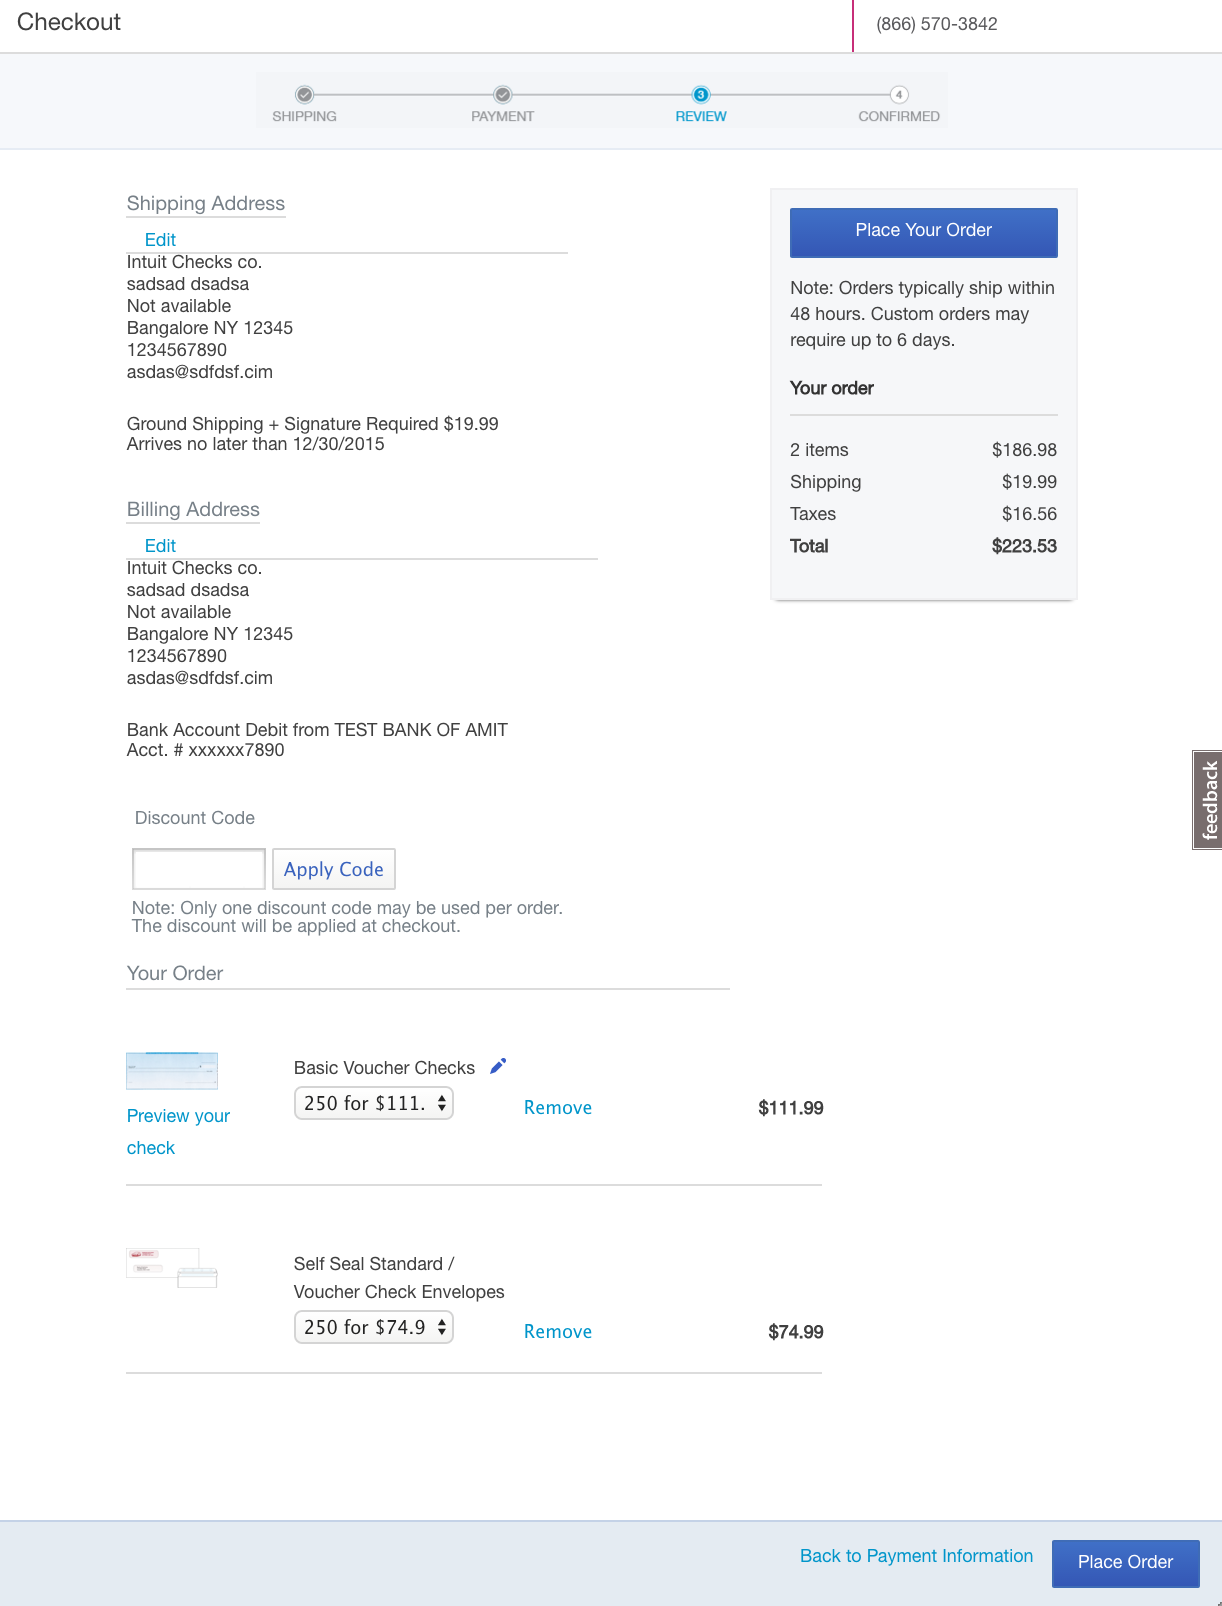 Checkout
(866) 570-3842
3
4
SHIPPING
PAYMENT
REVIEW
CONFIRMED
Shipping Address
Edit
Intuit Checks co.
sadsad dsadsa
Not available
Bangalore NY 12345
1234567890
asdas@sdfdsf.cim
Ground Shipping + Signature Required $19.99
Arrives no later than 12/30/2015
Billing Address
Edit
Intuit Checks co.
sadsad dsadsa
Not available
Bangalore NY 12345
1234567890
asdas@sdfdsf.cim
Bank Account Debit from TEST BANK OF AMIT
Acct. # xxxxxx7890
Discount Code
Apply Code
Note: Only one discount code may be used per order.
The discount will be applied at checkout.
Place Your Order
Note: Orders typically ship within
48 hours. Custom orders may
require up to 6 days.
Your order
2 items $186.98
Shipping $19.99
Taxes $16.56
Total $223.53
feedback
Your Order
Basic Voucher Checks
250 for $111.
Remove
$111.99
Preview your
check
Self Seal Standard /
Voucher Check Envelopes
250 for $74.9
Remove
$74.99
Back to Payment Information
Place Order